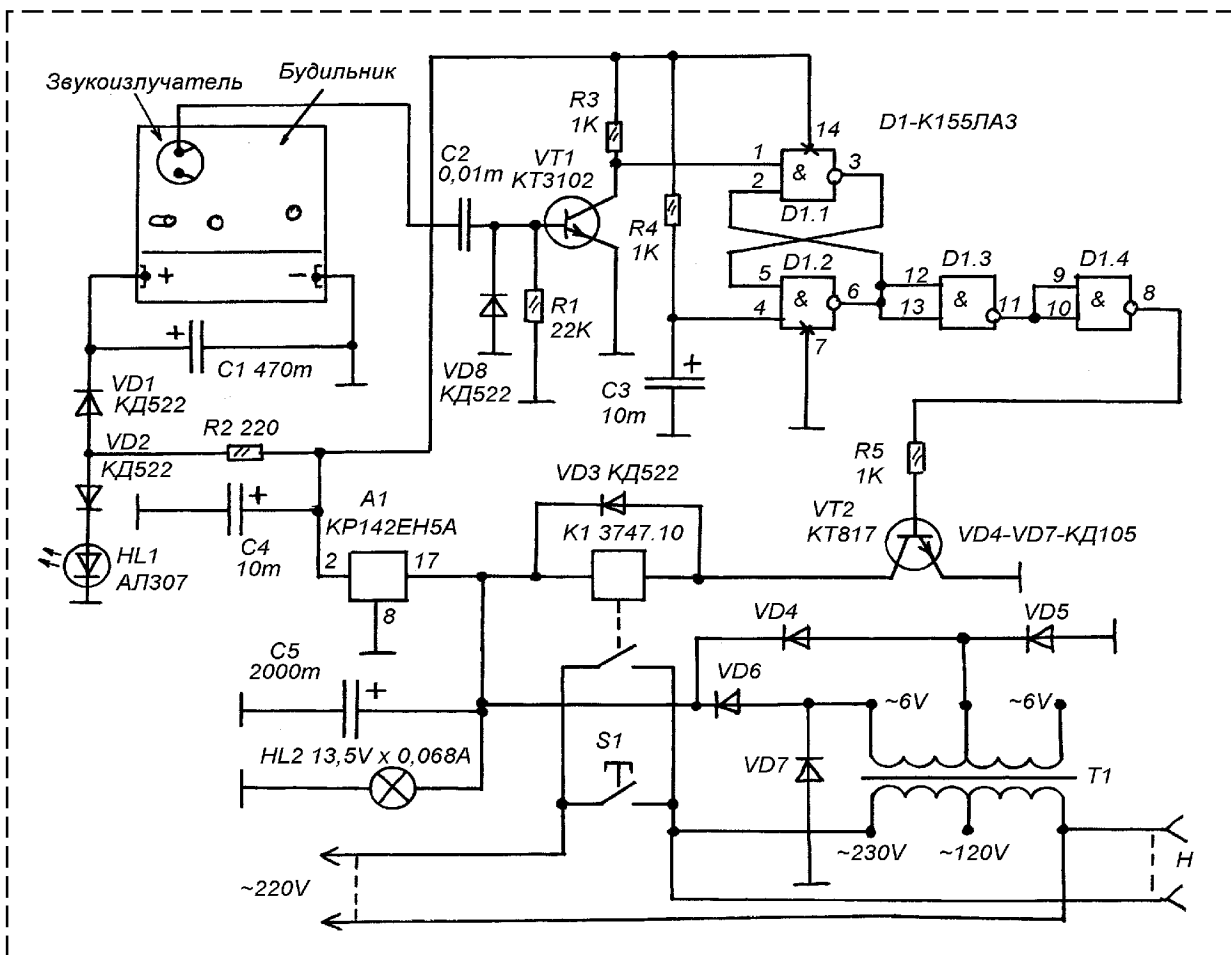 Звукоизлучатель
Будильник
+
-
C1 470m
+
VD1
КД522
VD2
КД522
HL1
АЛ307
R2 220
C4
10m
+
C2
0,01m
VT1
КТ3102
VD8
КД522
R1
22K
R3
1K
R4
1K
C3
10m
+
D1-К155ЛА3
14
1
2
3
&
D1.1
D1.2
5
4
6
&
7
D1.3
12
13
11
&
D1.4
9
10
8
&
R5
1K
VT2
КТ817
VD4-VD7-КД105
VD3 КД522
K1 3747.10
A1
КР142ЕН5А
2
17
8
C5
2000m
+
HL2 13,5V x 0,068A
S1
VD4
VD5
VD6
VD7
~6V
~6V
T1
~230V
~120V
~220V
H